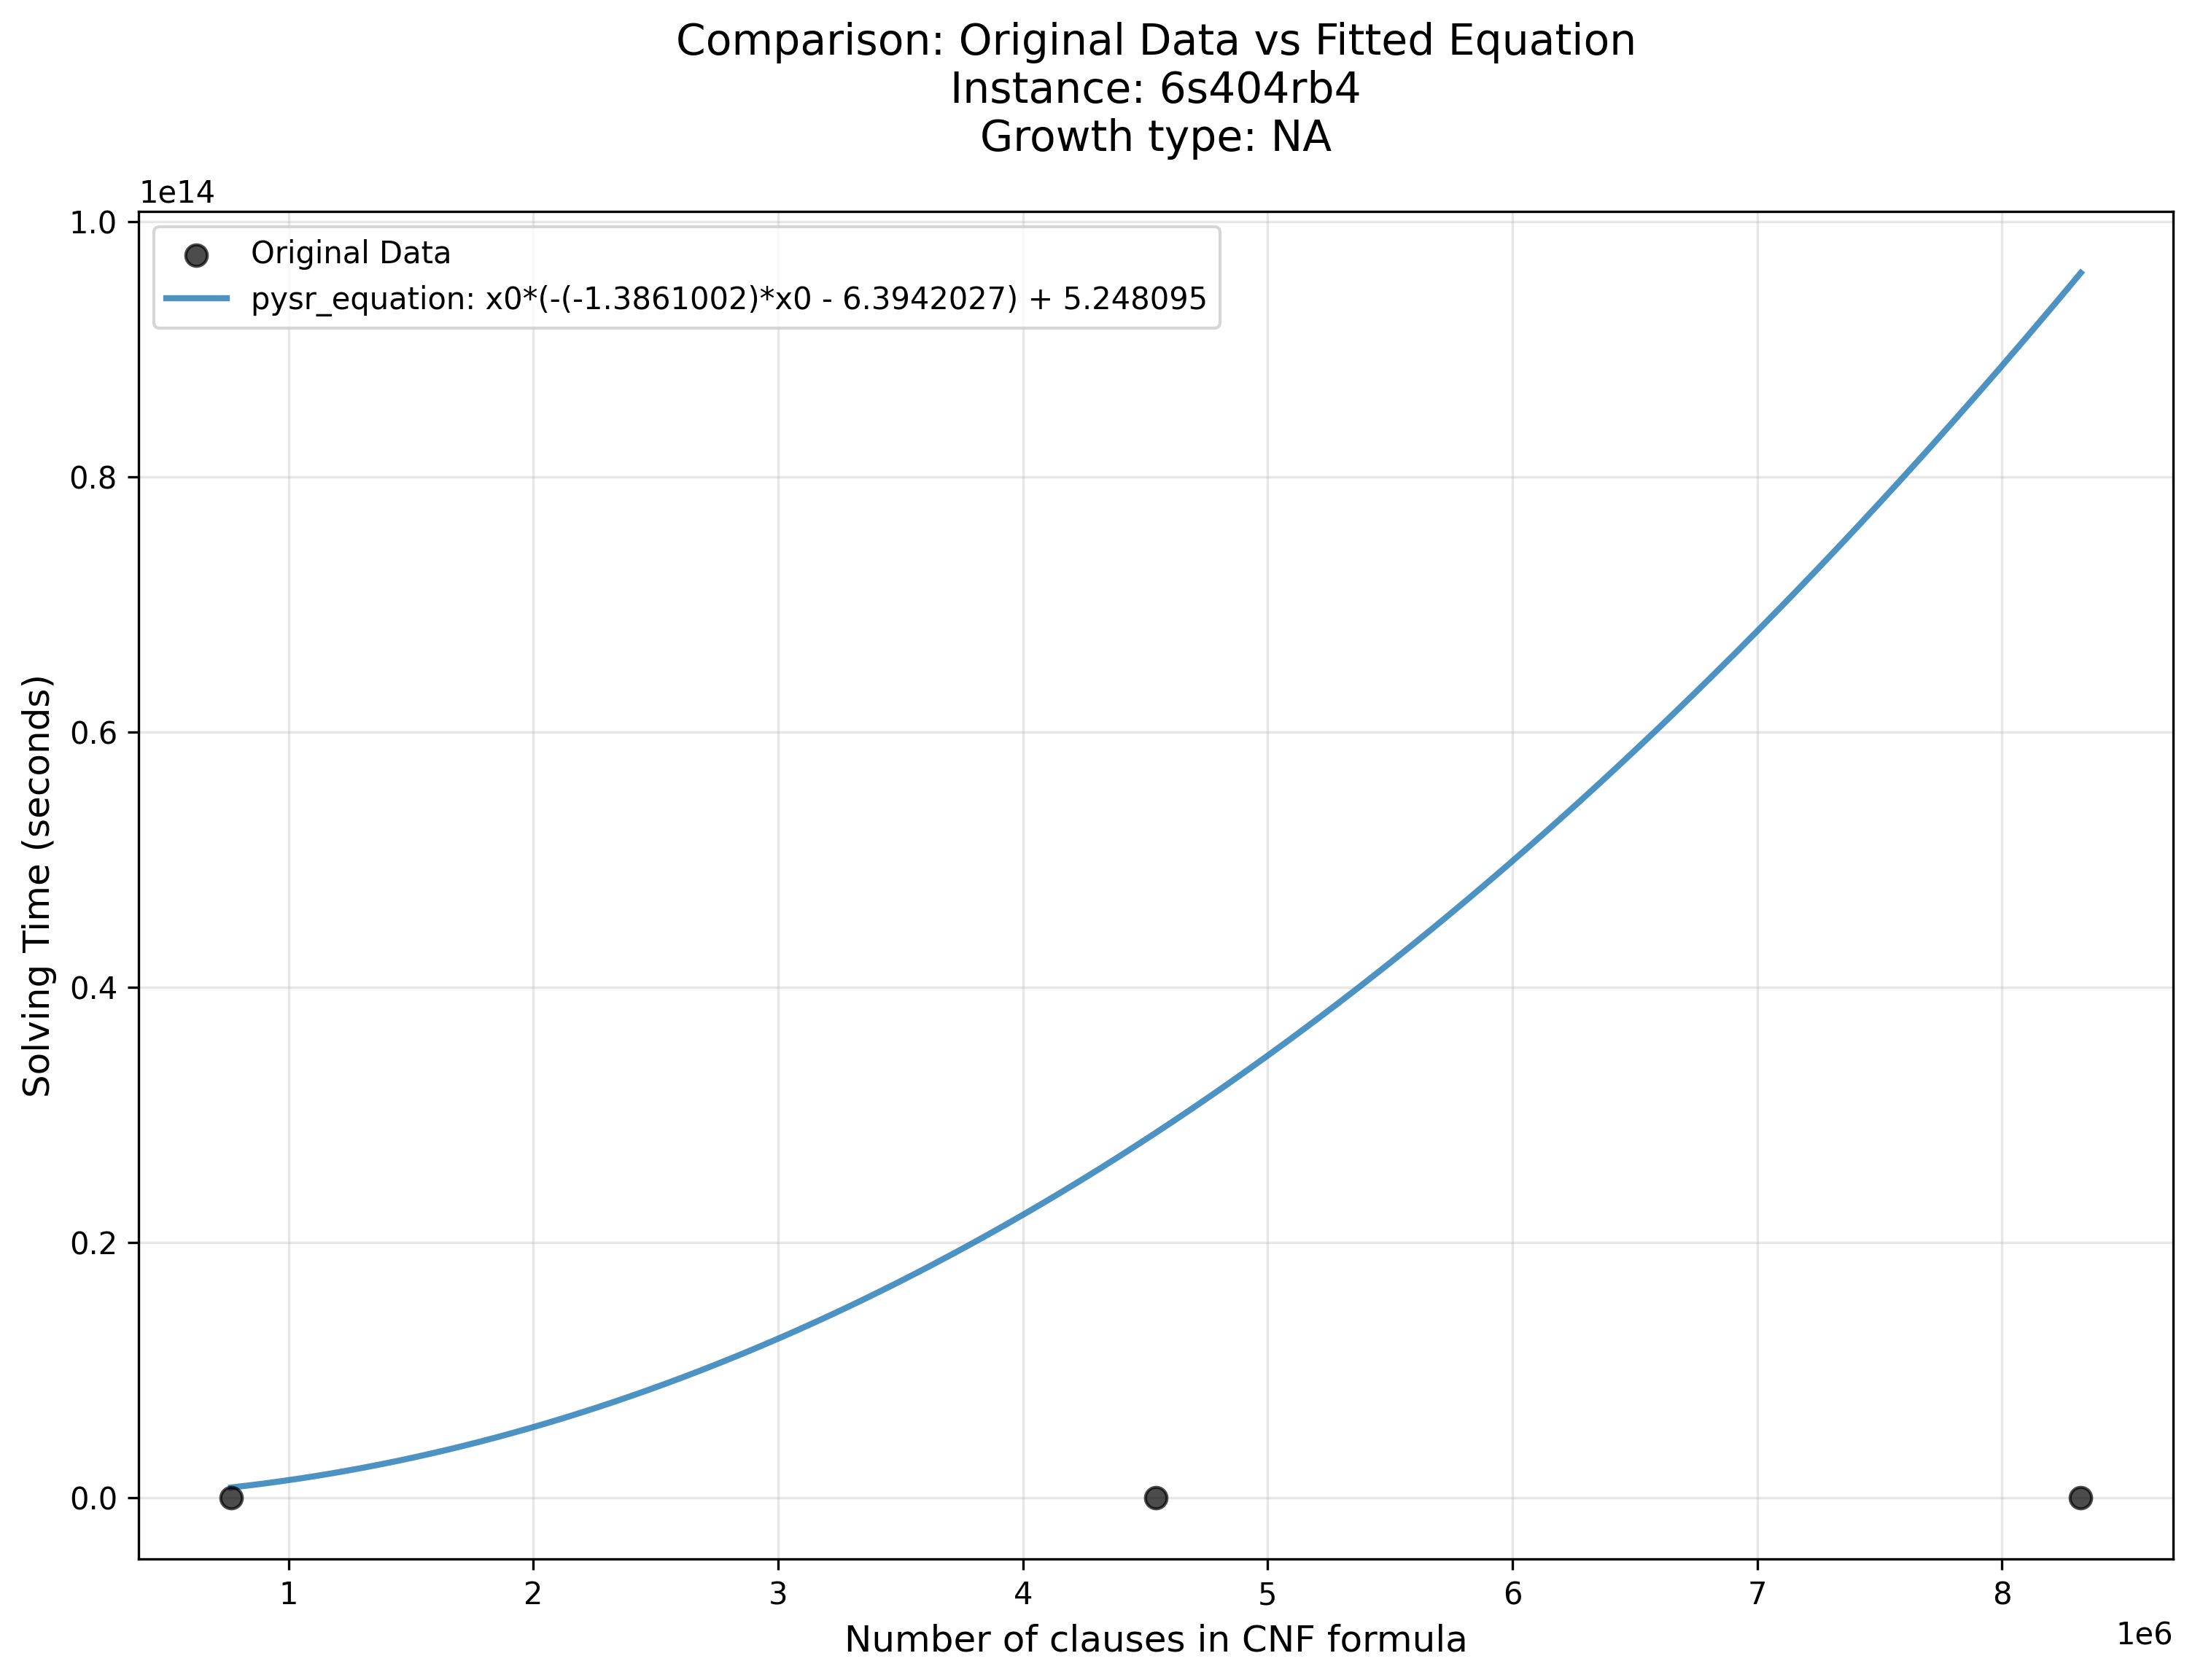 Comparison: Original Data vs Fitted Equation
Instance: 6s404rb4
Growth type: NA
1e14
1.0
0.8
0.6
0.4
0.2
0.0
Solving Time (seconds)
Original Data
pysr_equation: x0*(-(-1.3861002)*x0 - 6.3942027) + 5.248095
1 2 3 4 5 6 7 8
1e6
Number of clauses in CNF formula